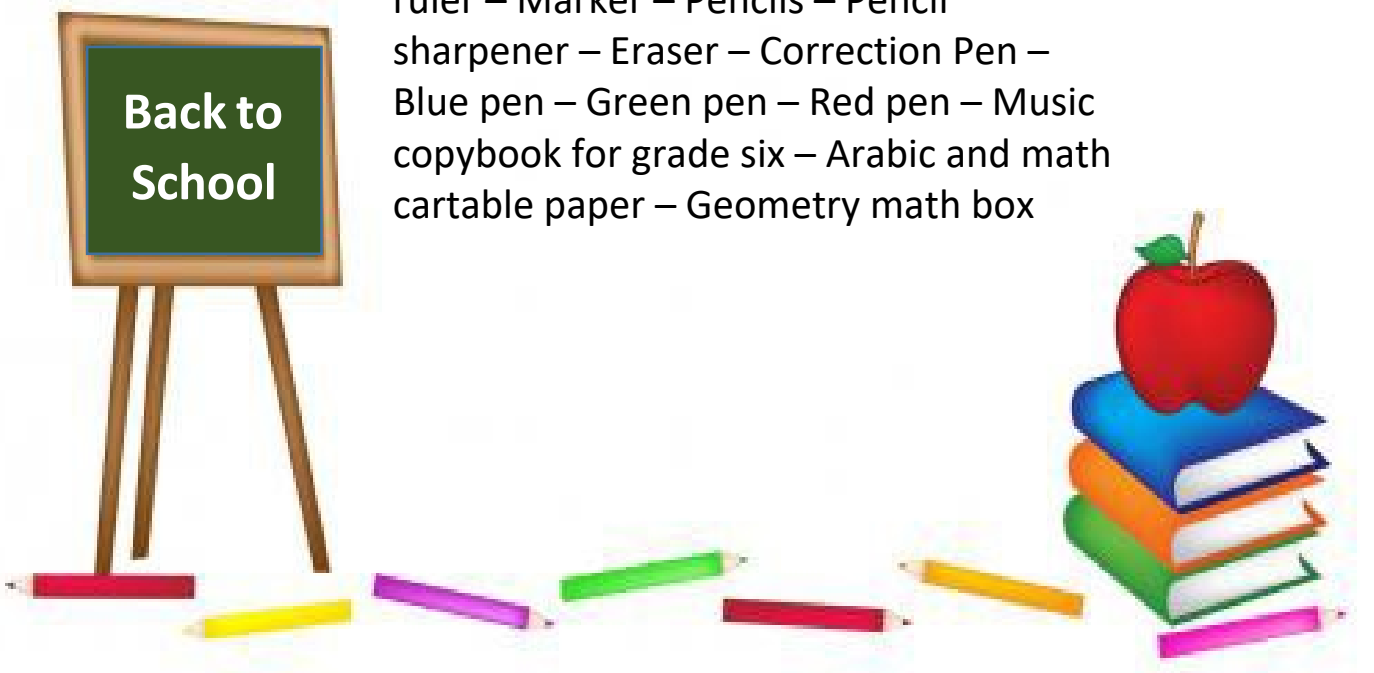 Back to
School
ruler – Marker – Pencils – Pencil
sharpener – Eraser – Correction Pen –
Blue pen – Green pen – Red pen – Music
copybook for grade six – Arabic and math
cartable paper – Geometry math box